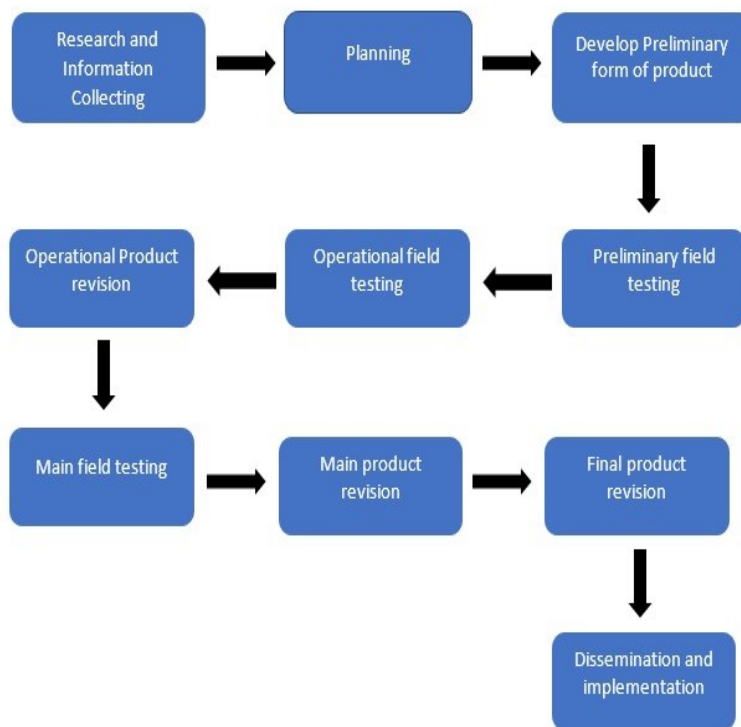 Research and
Information
Collecting
Planning
Develop Preliminary
form of product
Preliminary field
testing
Operational field
testing
Operational Product
revision
Main field testing
Main product
revision
Final product
revision
Dissemination and
implementation